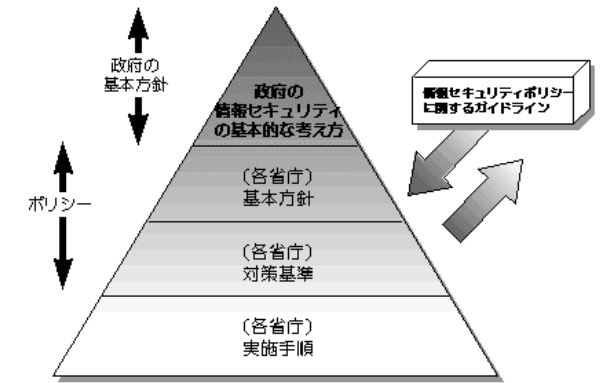 政府の
基本方針
政府の
情報セキュリティ
の基本的な考え方
情報セキュリティポリシー
に関するガイドライン
ポリシー
(各省庁)
基本方針
(各省庁)
対策基準
(各省庁)
実施手順